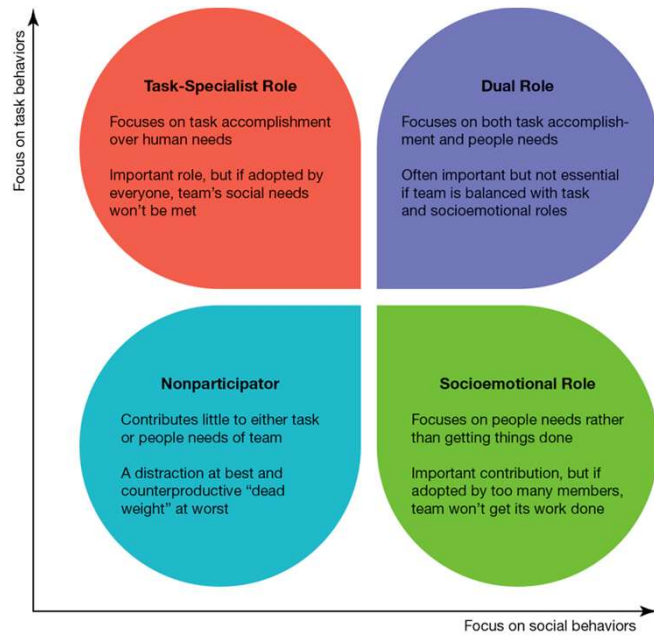 Focus on task behaviors
Task-Specialist Role
Focuses on task accomplishment
over human needs
Important role, but if adopted by
everyone, team's social needs
won't be met
Dual Role
Focuses on both task accomplish-
ment and people needs
Often important but not essential
if team is balanced with task
and socioemotional roles
Nonparticipator
Contributes little to either task
or people needs of team
A distraction at best and
counterproductive “dead
weight” at worst
Socioemotional Role
Focuses on people needs rather
than getting things done
Important contribution, but if
adopted by too many members,
team won't get its work done
Focus on social behaviors